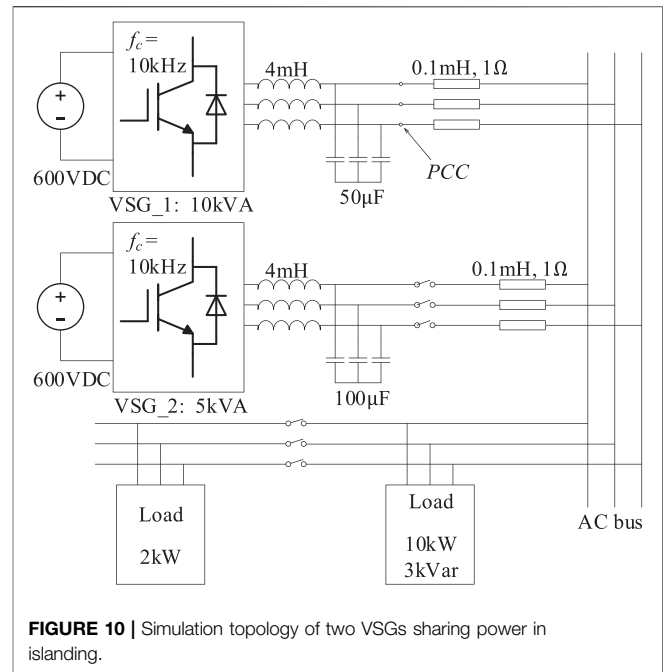 f_c=
10kHz
+
-
600VDC
VSG_1: 10kVA
4mH
50μF
PCC
0.1mH, 1Ω
f_c=
10kHz
+
-
600VDC
VSG_2: 5kVA
4mH
100μF
0.1mH, 1Ω
Load
2kW
Load
10kW
3kVar
AC bus
FIGURE 10 | Simulation topology of two VSGs sharing power in
islanding.